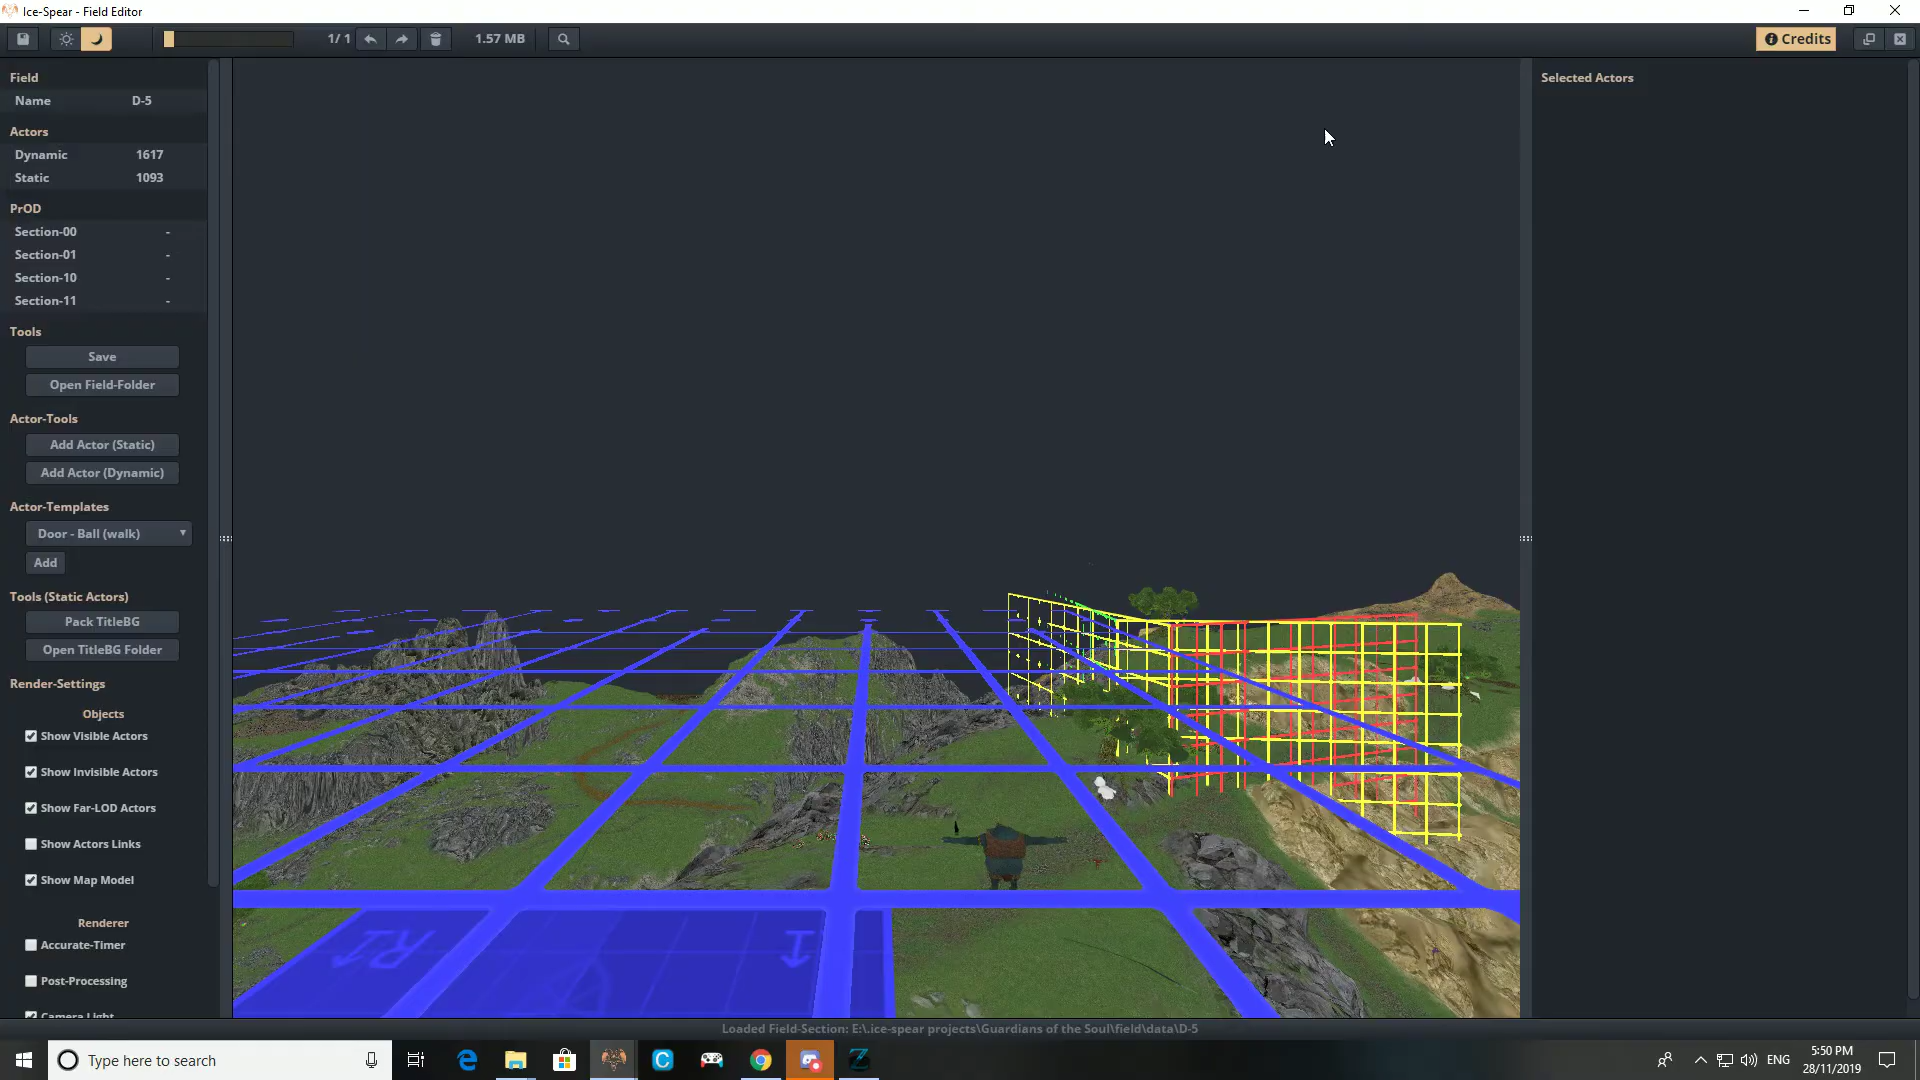 Ice-Spear - Field Editor
1/ 1
1.57 MB
Credits
Field
Name D-5
Actors
Dynamic 1617
Static 1093
PrOD
Section-00 -
Section-01 -
Section-10 -
Section-11 -
Tools
Save
Open Field-Folder
Actor-Tools
Add Actor (Static)
Add Actor (Dynamic)
Actor-Templates
Door - Ball (walk)
Add
Tools (Static Actors)
Pack TitleBG
Open TitleBG Folder
Render-Settings
Objects
Show Visible Actors
Show Invisible Actors
Show Far-LOD Actors
Show Actors Links
Show Map Model
Renderer
Accurate-Timer
Post-Processing
Camera Light
Selected Actors
Loaded Field-Section: E:\.ice-spear projects\Guardians of the Soul\field\data\D-5
Type here to search
ENG
5:50 PM
28/11/2019